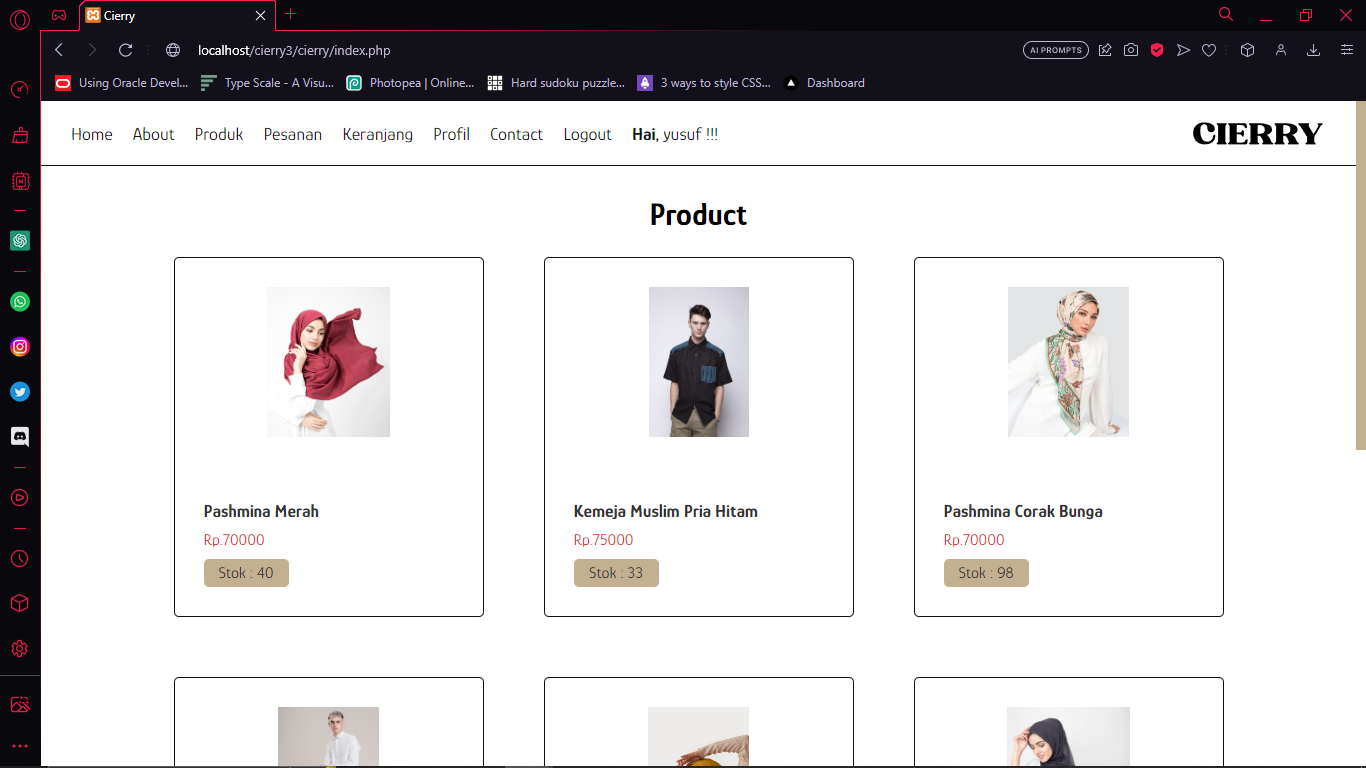 Cierry
localhost/cierry3/cierry/index.php
AI PROMPTS
Using Oracle Devel...
Type Scale - A Visu...
Photopea | Online...
Hard sudoku puzzle...
3 ways to style CSS...
Dashboard
Home About Produk Pesanan Keranjang Profil Contact Logout Hai, yusuf !!!
CIERRY
Product
Pashmina Merah
Rp.70000
Stok : 40
Kemeja Muslim Pria Hitam
Rp.75000
Stok : 33
Pashmina Corak Bunga
Rp.70000
Stok : 98